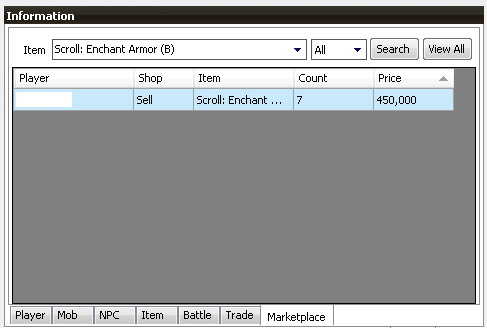 Information
Item Scroll: Enchant Armor (B) All Search View All
Player Shop Item Count Price
Sell Scroll: Enchant ... 7 450,000
Player Mob NPC Item Battle Trade Marketplace